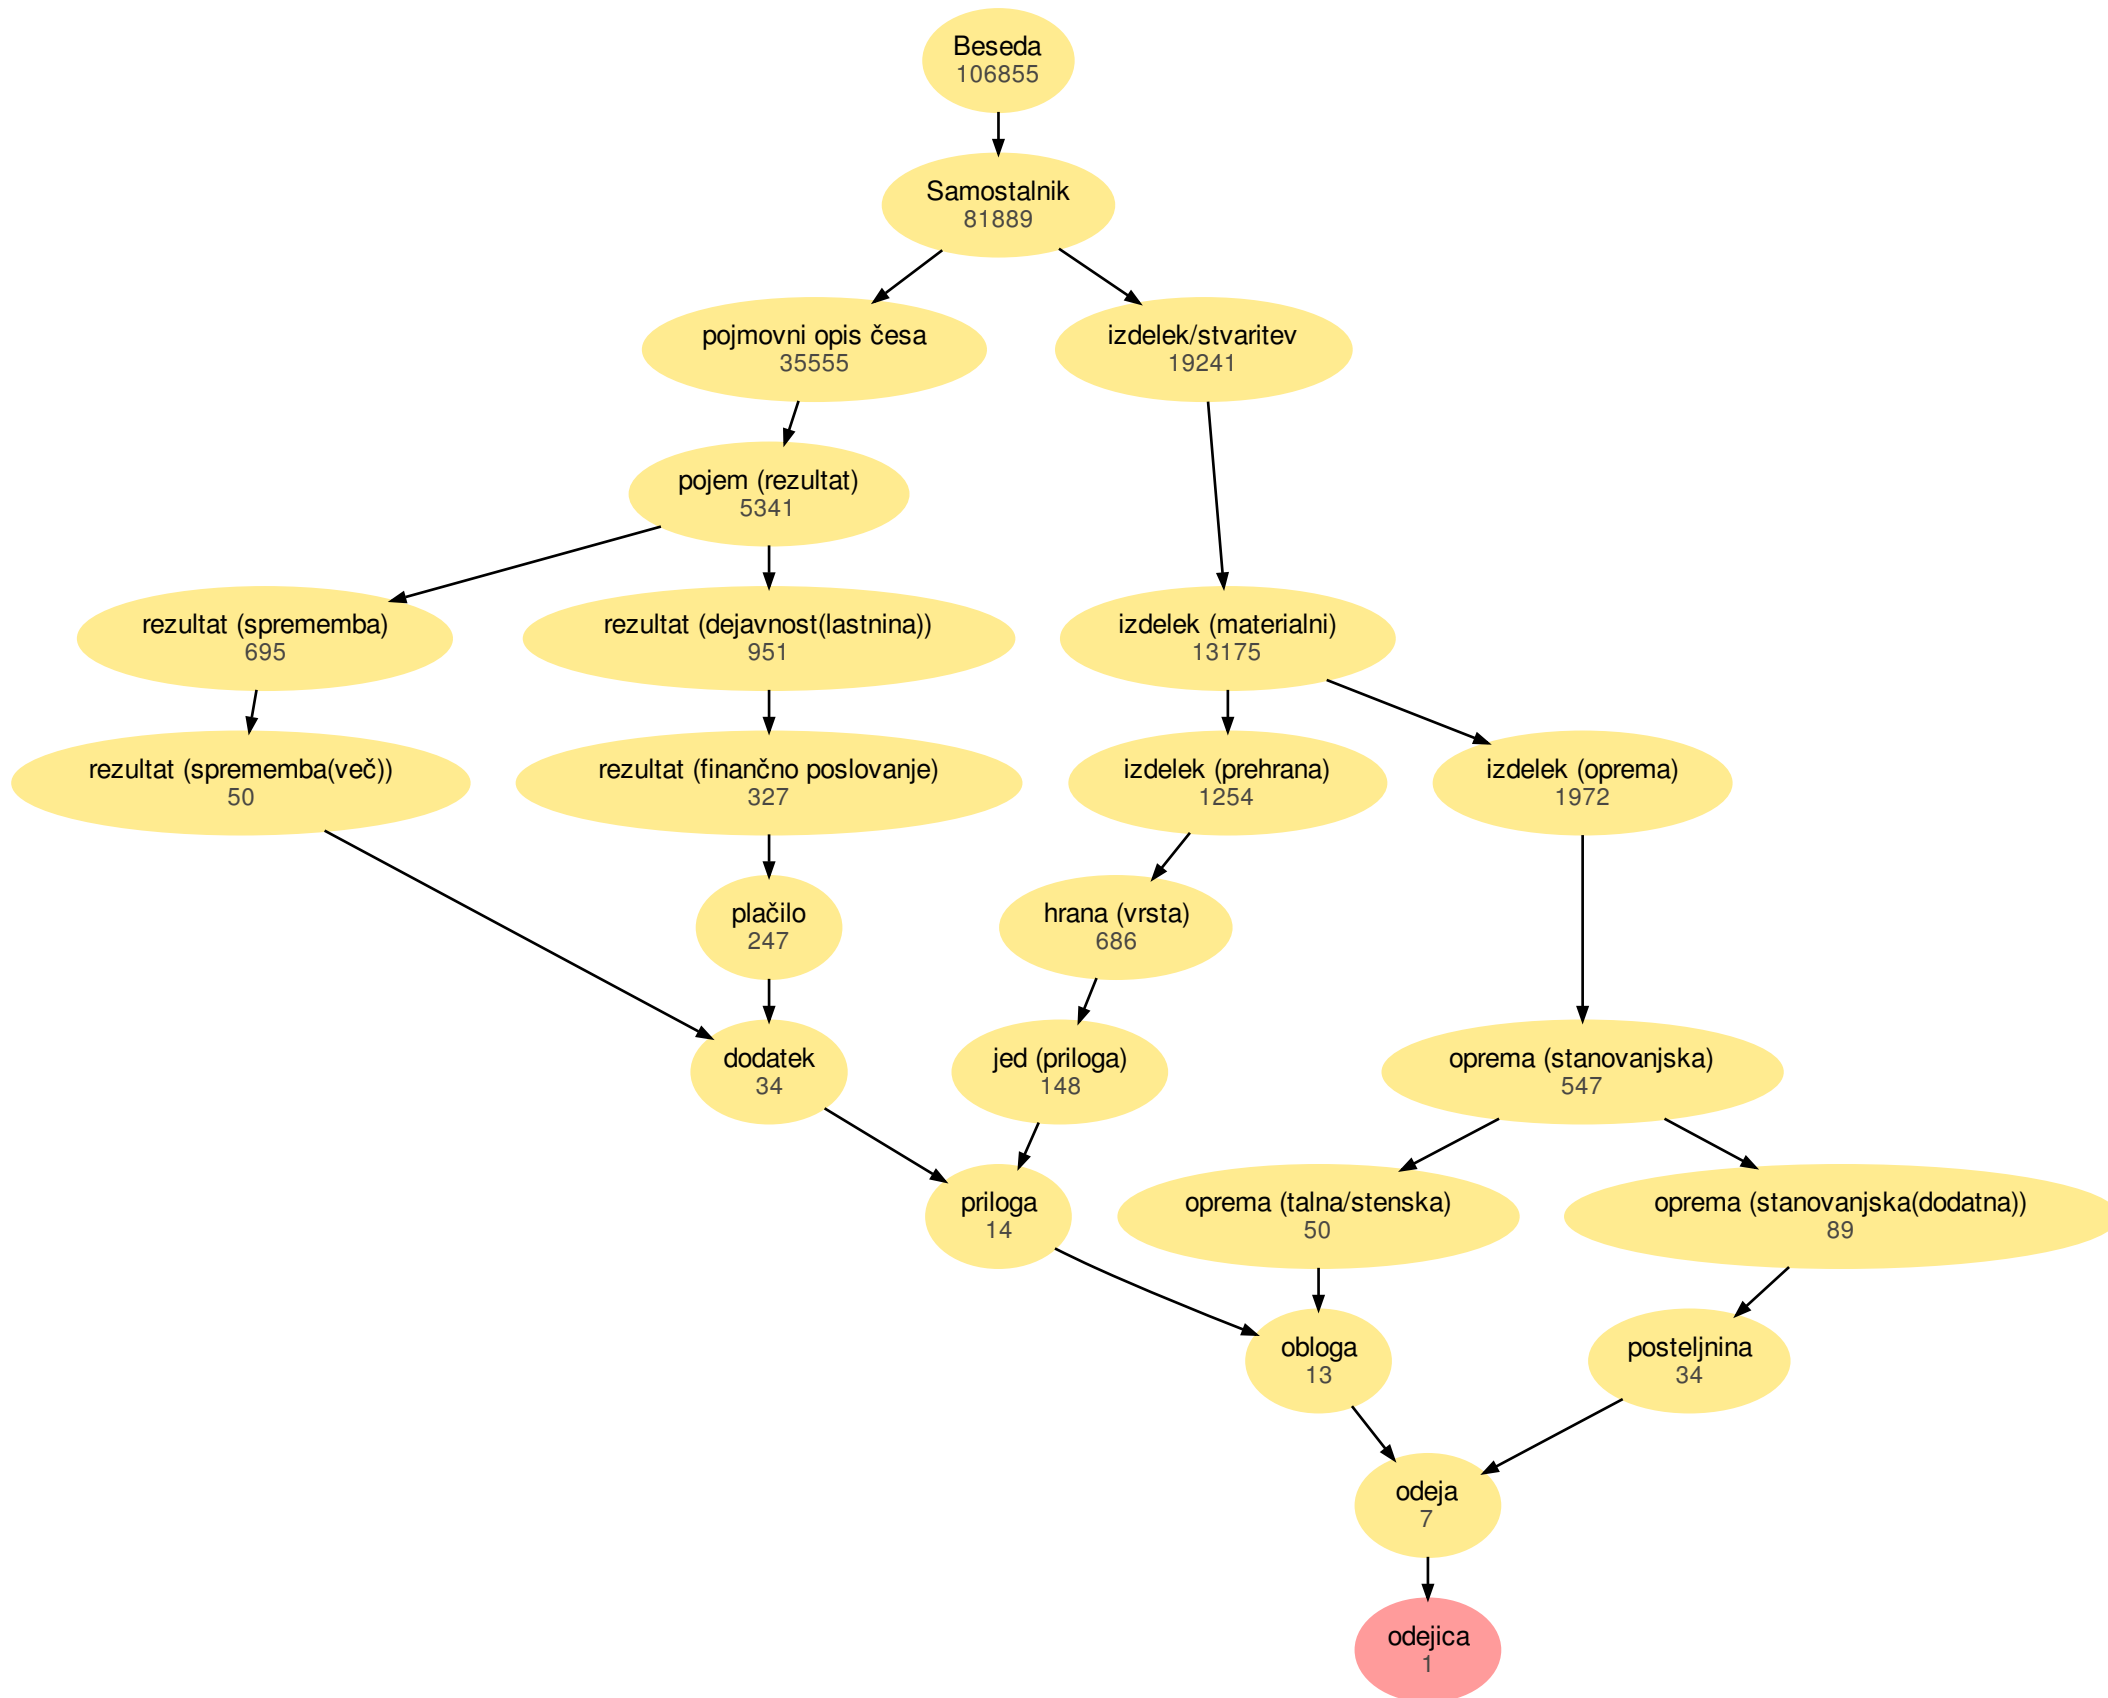 Beseda
106855
Samostalnik
81889
pojmovni opis česa
35555
izdelek/stvaritev
19241
pojem (rezultat)
5341
rezultat (sprememba)
695
rezultat (dejavnost(lastnina))
951
izdelek (materialni)
13175
rezultat (sprememba(več))
50
rezultat (finančno poslovanje)
327
izdelek (prehrana)
1254
izdelek (oprema)
1972
plačilo
247
hrana (vrsta)
686
dodatek
34
jed (priloga)
148
oprema (stanovanjska)
547
priloga
14
oprema (talna/stenska)
50
oprema (stanovanjska(dodatna))
89
obloga
13
posteljnina
34
odeja
7
odejica
1